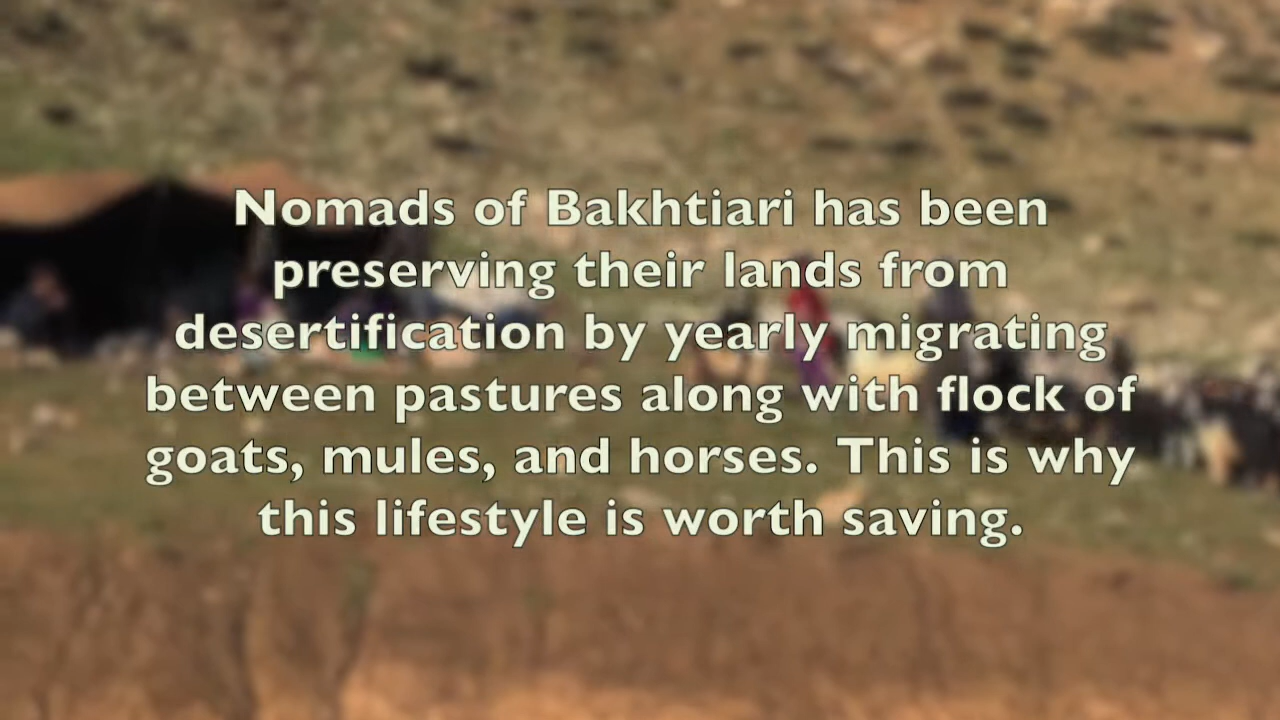 Nomads of Bakhtiari has been
preserving their lands from
desertification by yearly migrating
between pastures along with flock of
goats, mules, and horses. This is why
this lifestyle is worth saving.